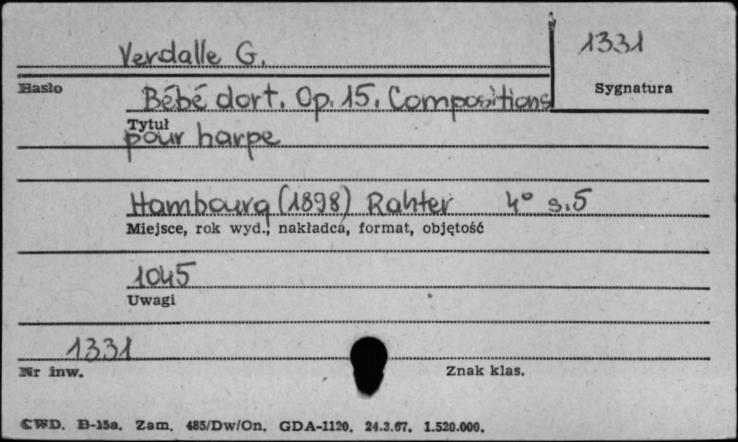 Verdalle G.
1331
Hasło
Sygnatura
Bébé dort. Op. 15. Compositions
Tytuł
pour harpe
Hambourg (1898) Rahter 4° s. 5
Miejsce, rok wyd., nakładca, format, objętość
1045
Uwagi
1331
Nr inw.
Znak klas.
CWD. B-15a. Zam. 485/Dw/On. GDA-1120. 24.3.67. 1.520.000.